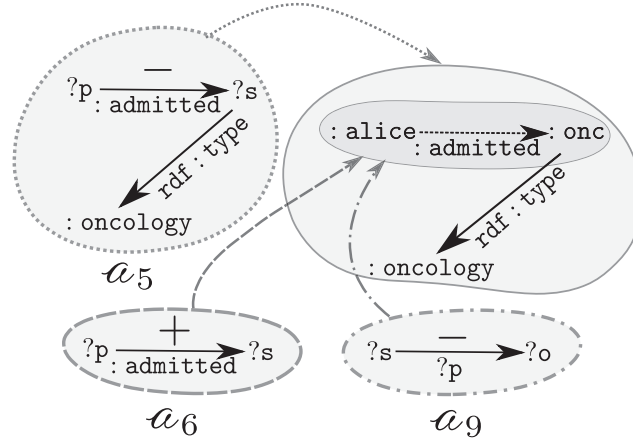 −
?p ?s
:admitted
rdf:type
:oncology
a5
:alice :onc
:admitted
rdf:type
:oncology
+
?p ?s
:admitted
a6
−
?s ?o
?p
a9